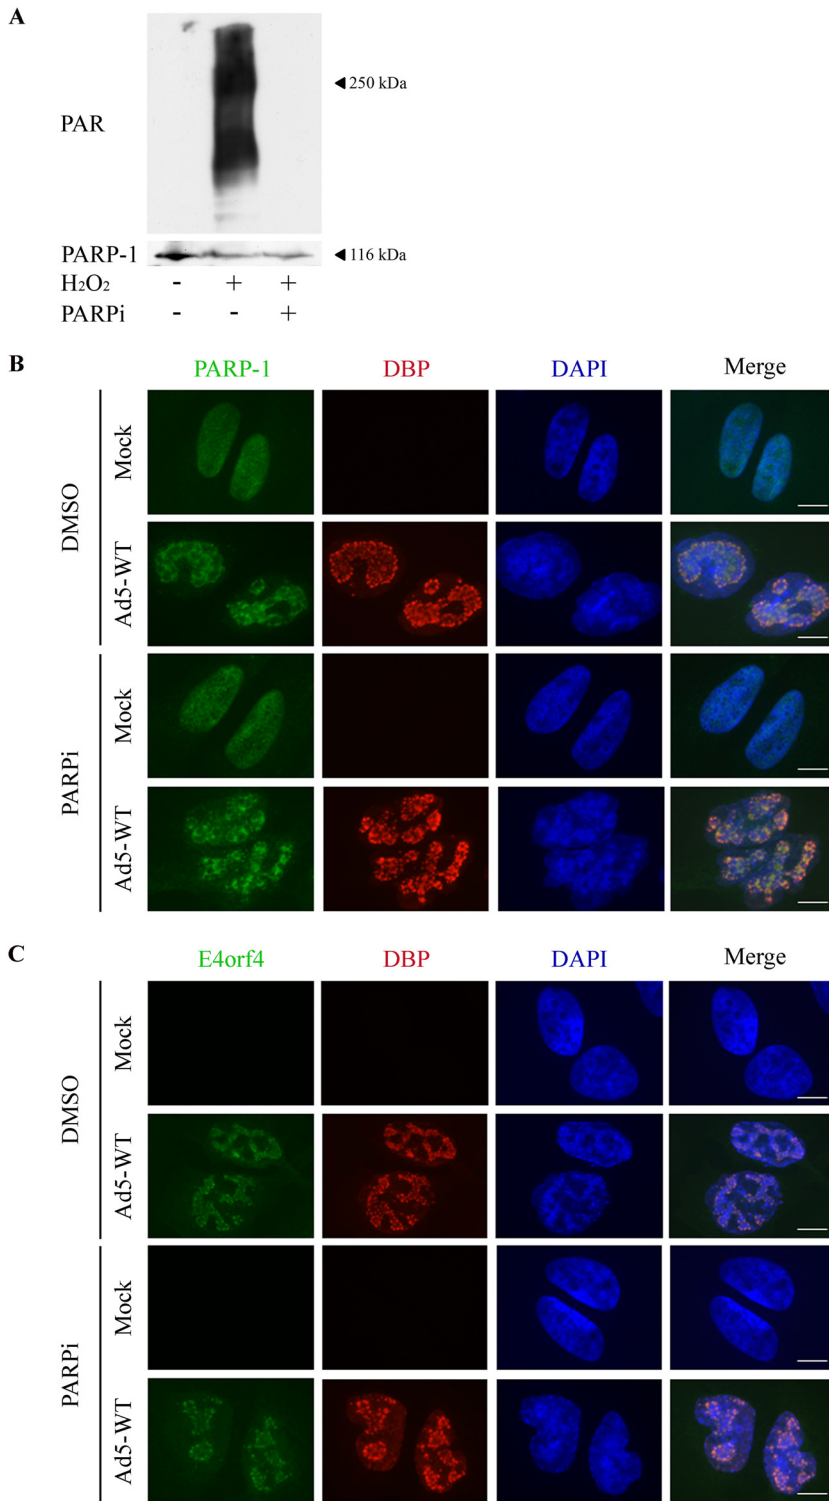 A
PAR
◄ 250 kDa
PARP-1
◄ 116 kDa
H₂O₂ - + +
PARPi - - +
B
PARP-1 DBP DAPI Merge
DMSO
Mock
Ad5-WT
PARPi
Mock
Ad5-WT
C
E4orf4 DBP DAPI Merge
DMSO
Mock
Ad5-WT
PARPi
Mock
Ad5-WT